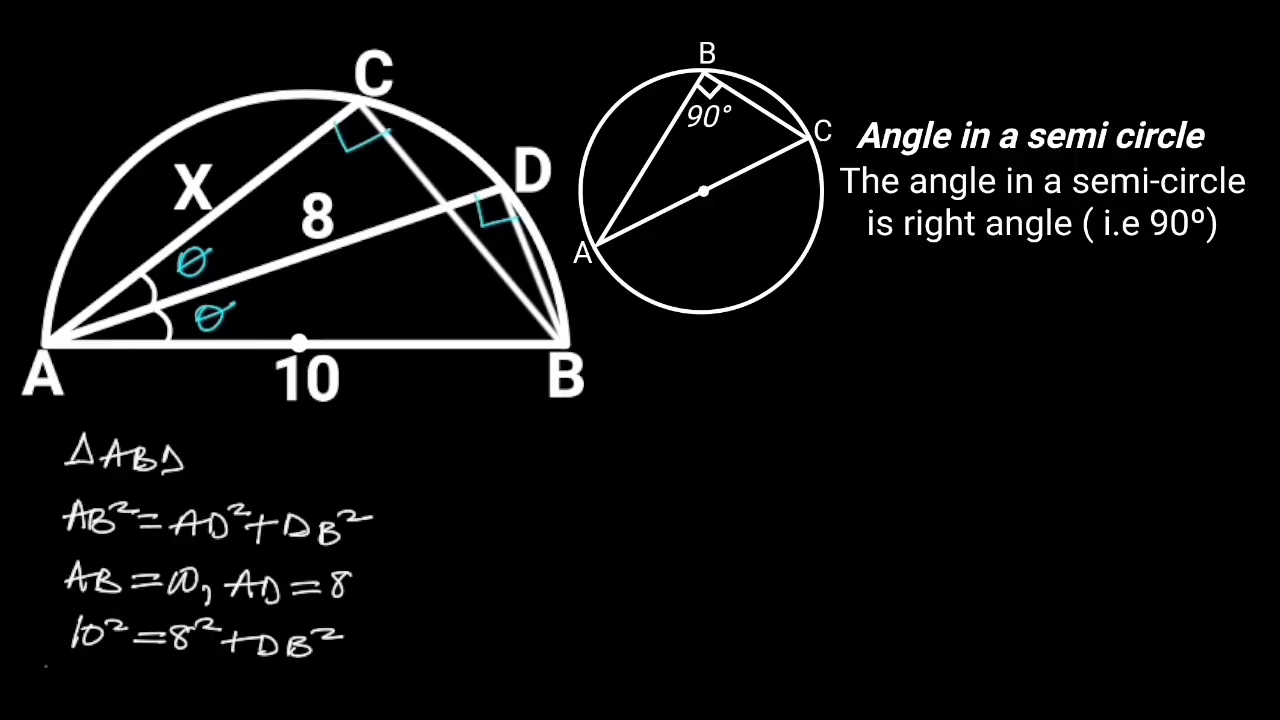 C
D
X
8
θ
θ
A
10
B
B
90°
C
A
Angle in a semi circle
The angle in a semi-circle
is right angle ( i.e 90º)
ΔABD
AB²=AD²+DB²
AB=10, AD=8
10²=8²+DB²